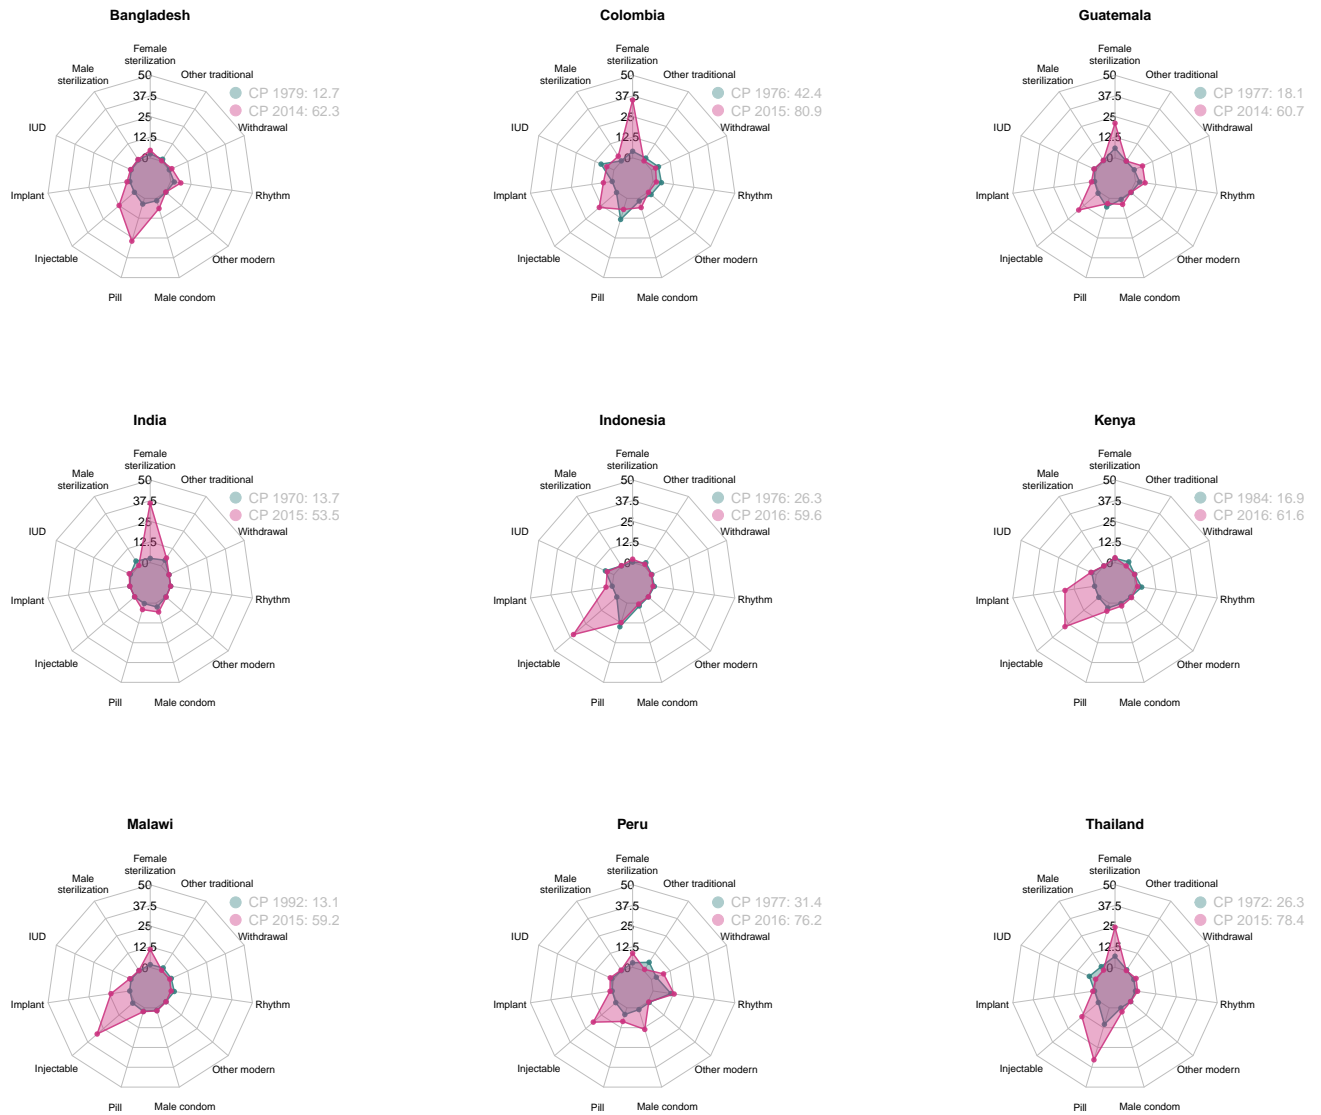 Bangladesh
Female
sterilization
Other traditional
Withdrawal
Rhythm
Other modern
Male condom
Pill
Injectable
Implant
IUD
Male
sterilization
50
37.5
25
12.5
0
CP 1979: 12.7
CP 2014: 62.3
Colombia
Female
sterilization
Other traditional
Withdrawal
Rhythm
Other modern
Male condom
Pill
Injectable
Implant
IUD
Male
sterilization
50
37.5
25
12.5
0
CP 1976: 42.4
CP 2015: 80.9
Guatemala
Female
sterilization
Other traditional
Withdrawal
Rhythm
Other modern
Male condom
Pill
Injectable
Implant
IUD
Male
sterilization
50
37.5
25
12.5
0
CP 1977: 18.1
CP 2014: 60.7
India
Female
sterilization
Other traditional
Withdrawal
Rhythm
Other modern
Male condom
Pill
Injectable
Implant
IUD
Male
sterilization
50
37.5
25
12.5
0
CP 1970: 13.7
CP 2015: 53.5
Indonesia
Female
sterilization
Other traditional
Withdrawal
Rhythm
Other modern
Male condom
Pill
Injectable
Implant
IUD
Male
sterilization
50
37.5
25
12.5
0
CP 1976: 26.3
CP 2016: 59.6
Kenya
Female
sterilization
Other traditional
Withdrawal
Rhythm
Other modern
Male condom
Pill
Injectable
Implant
IUD
Male
sterilization
50
37.5
25
12.5
0
CP 1984: 16.9
CP 2016: 61.6
Malawi
Female
sterilization
Other traditional
Withdrawal
Rhythm
Other modern
Male condom
Pill
Injectable
Implant
IUD
Male
sterilization
50
37.5
25
12.5
0
CP 1992: 13.1
CP 2015: 59.2
Peru
Female
sterilization
Other traditional
Withdrawal
Rhythm
Other modern
Male condom
Pill
Injectable
Implant
IUD
Male
sterilization
50
37.5
25
12.5
0
CP 1977: 31.4
CP 2016: 76.2
Thailand
Female
sterilization
Other traditional
Withdrawal
Rhythm
Other modern
Male condom
Pill
Injectable
Implant
IUD
Male
sterilization
50
37.5
25
12.5
0
CP 1972: 26.3
CP 2015: 78.4